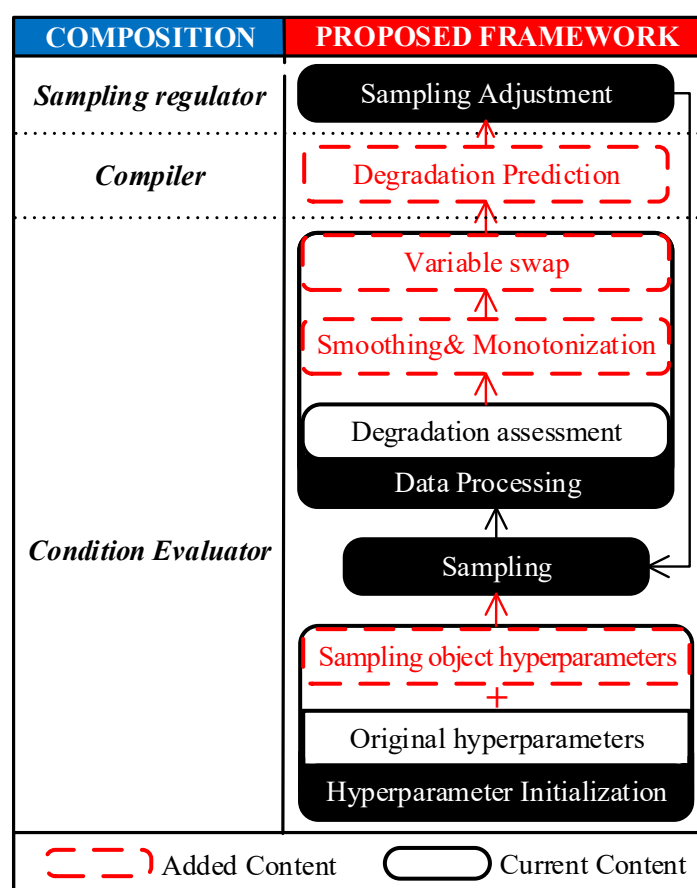 COMPOSITION
PROPOSED FRAMEWORK
Sampling regulator
Sampling Adjustment
Compiler
Degradation Prediction
Variable swap
Smoothing& Monotonization
Degradation assessment
Data Processing
Condition Evaluator
Sampling
Sampling object hyperparameters
+
Original hyperparameters
Hyperparameter Initialization
Added Content
Current Content